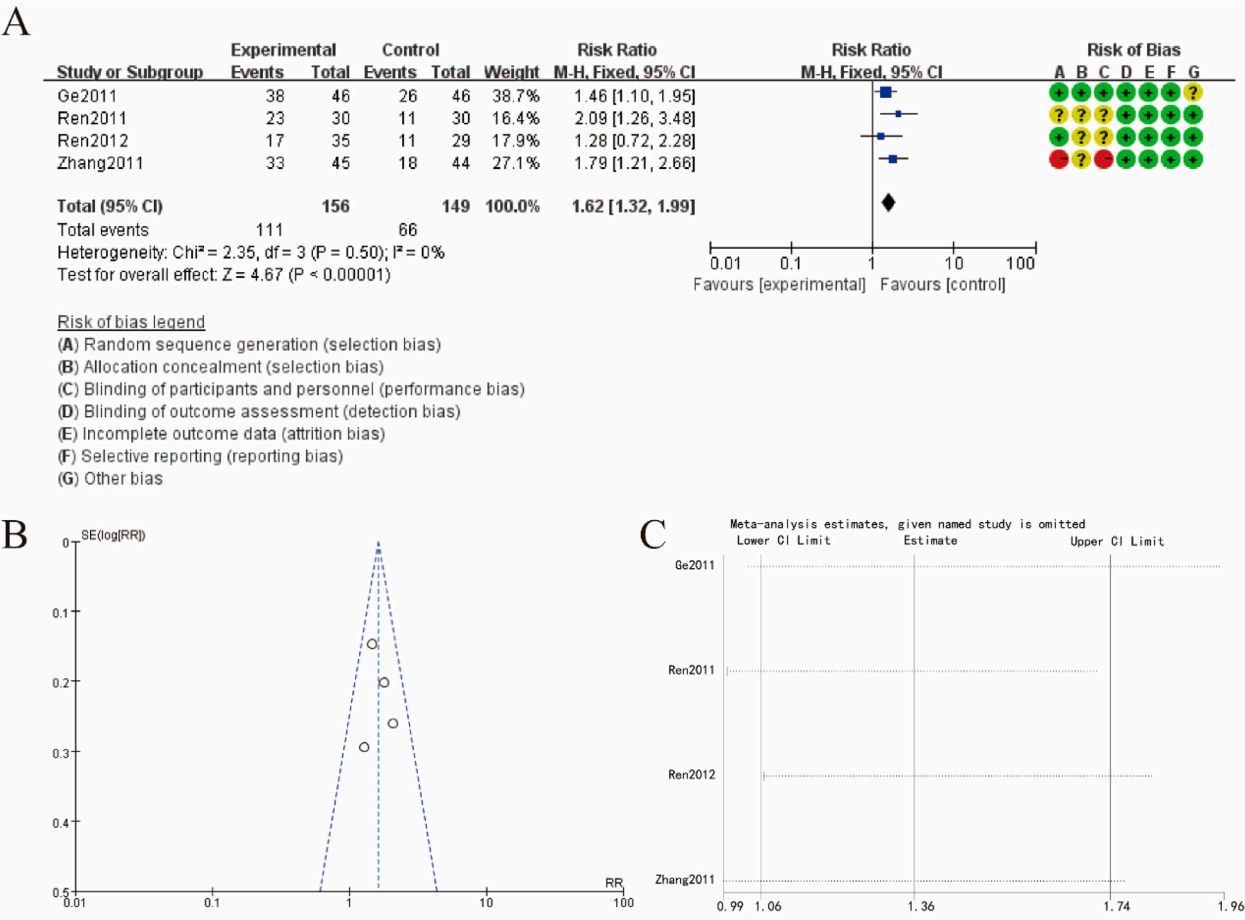 A
Experimental Control Risk Ratio Risk Ratio Risk of Bias
Study or Subgroup Events Total Events Total Weight M-H, Fixed, 95% CI M-H, Fixed, 95% CI A B C D E F G
Ge2011 38 46 26 46 38.7% 1.46 [1.10, 1.95] + + + + + + ?
Ren2011 23 30 11 30 16.4% 2.09 [1.26, 3.48] ? ? ? + + + +
Ren2012 17 35 11 29 17.9% 1.28 [0.72, 2.28] + ? ? + + + +
Zhang2011 33 45 18 44 27.1% 1.79 [1.21, 2.66] - ? - + + + +
Total (95% CI) 156 149 100.0% 1.62 [1.32, 1.99]
Total events 111 66
Heterogeneity: Chi² = 2.35, df = 3 (P = 0.50); I² = 0%
Test for overall effect: Z = 4.67 (P < 0.00001)
0.01 0.1 1 10 100
Favours [experimental] Favours [control]
Risk of bias legend
(A) Random sequence generation (selection bias)
(B) Allocation concealment (selection bias)
(C) Blinding of participants and personnel (performance bias)
(D) Blinding of outcome assessment (detection bias)
(E) Incomplete outcome data (attrition bias)
(F) Selective reporting (reporting bias)
(G) Other bias
B
SE(log[RR])
0
0.1
0.2
0.3
0.4
0.5
RR
0.01 0.1 1 10 100
C
Meta-analysis estimates, given named study is omitted
Lower CI Limit Estimate Upper CI Limit
Ge2011
Ren2011
Ren2012
Zhang2011
0.99 1.06 1.36 1.74 1.96